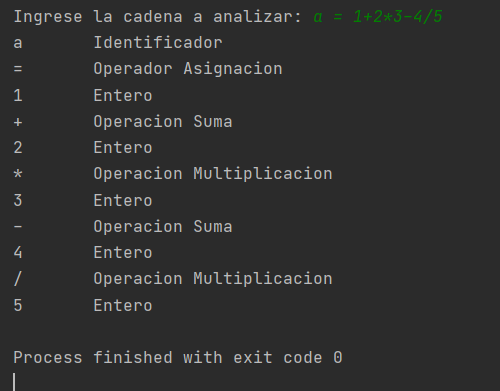 Ingrese la cadena a analizar: a = 1+2*3-4/5
a Identificador
= Operador Asignacion
1 Entero
+ Operacion Suma
2 Entero
* Operacion Multiplicacion
3 Entero
- Operacion Suma
4 Entero
/ Operacion Multiplicacion
5 Entero
Process finished with exit code 0